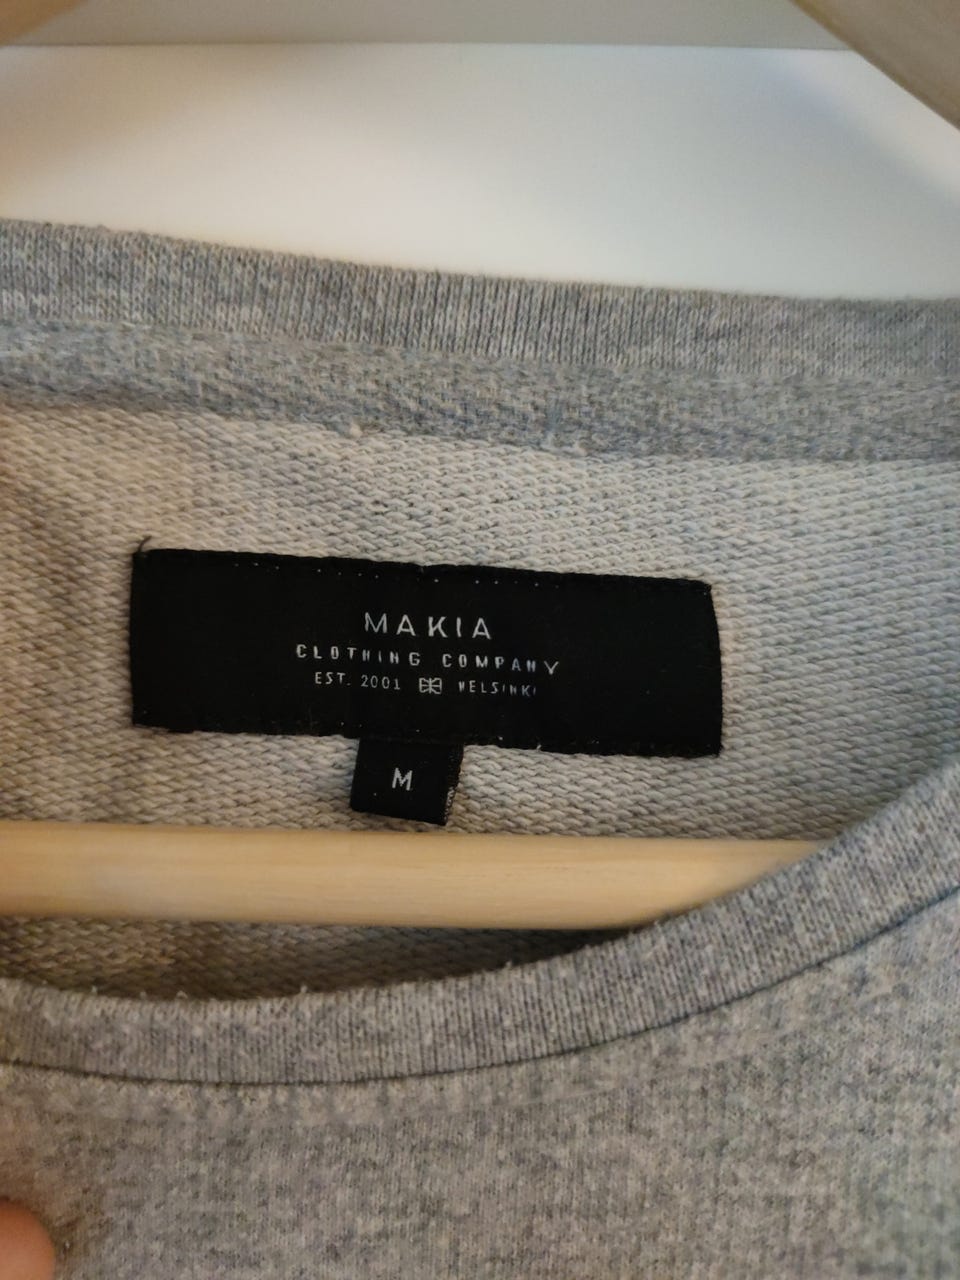 MAKIA
CLOTHING COMPANY
EST. 2001 HELSINKI
M